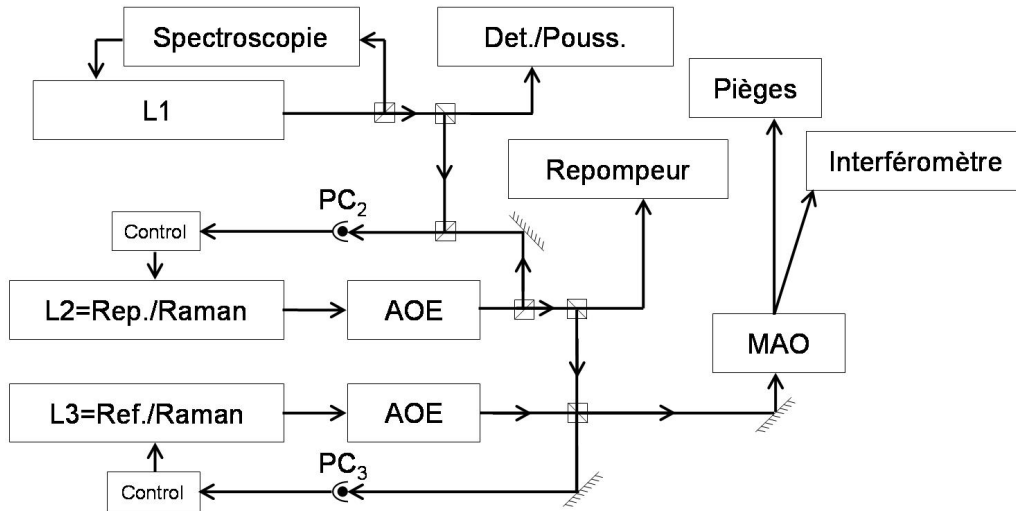 Spectroscopie
Det./Pouss.
L1
Pièges
Interféromètre
Repompeur
PC2
Control
L2=Rep./Raman
AOE
MAO
L3=Ref./Raman
AOE
PC3
Control